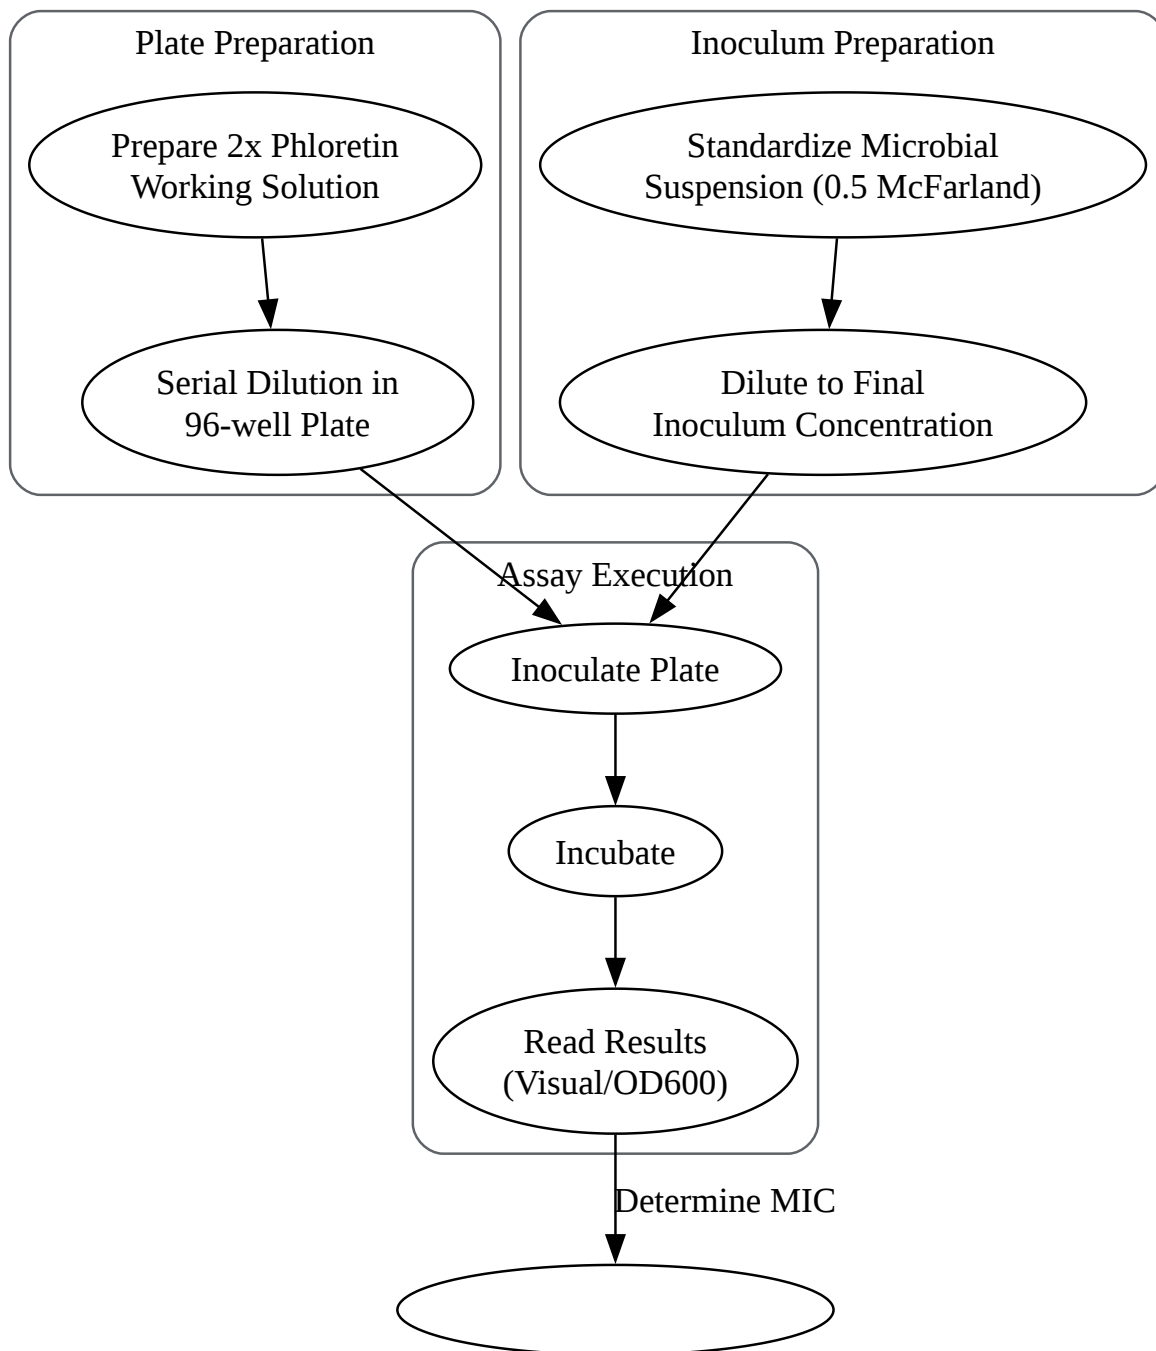 Plate Preparation
Prepare 2x Phloretin
Working Solution
Serial Dilution in
96-well Plate
Inoculum Preparation
Standardize Microbial
Suspension (0.5 McFarland)
Dilute to Final
Inoculum Concentration
Assay Execution
Inoculate Plate
Incubate
Read Results
(Visual/OD600)
Determine MIC